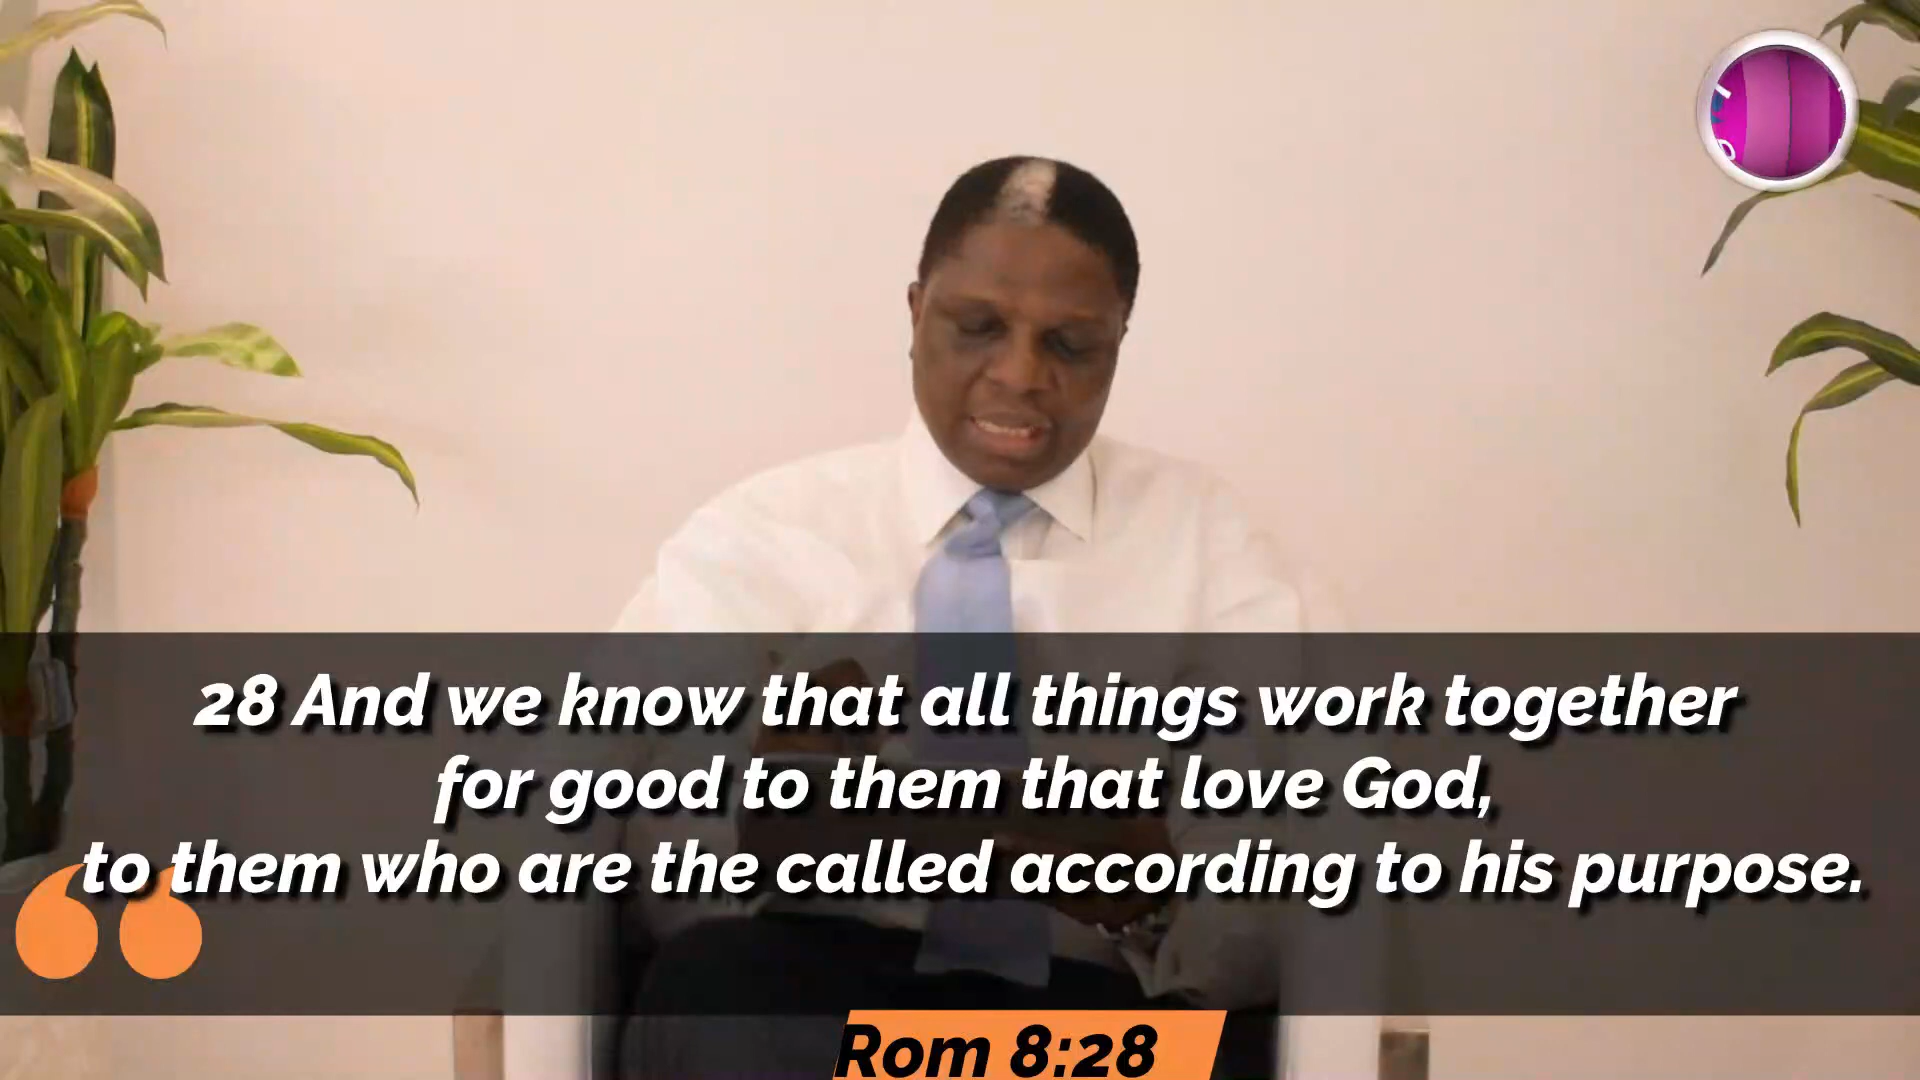 28 And we know that all things work together
for good to them that love God,
to them who are the called according to his purpose.
Rom 8:28